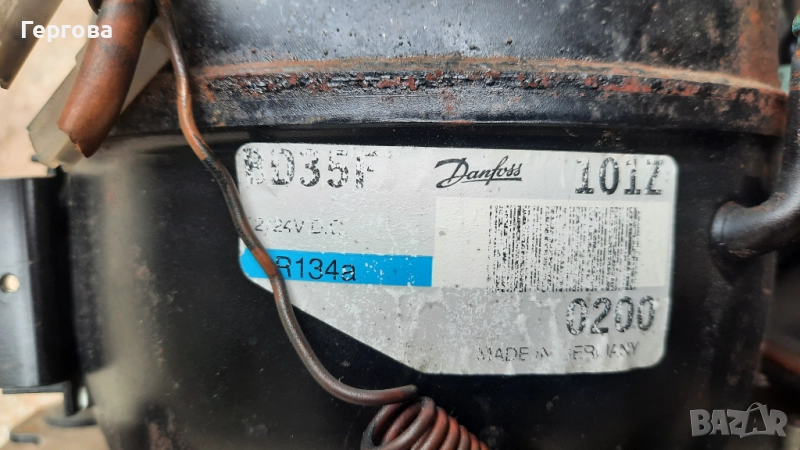 Гергова
BD35F Danfoss 101Z
12/24V D.C.
R134a
0200
MADE IN GERMANY
BAZAR